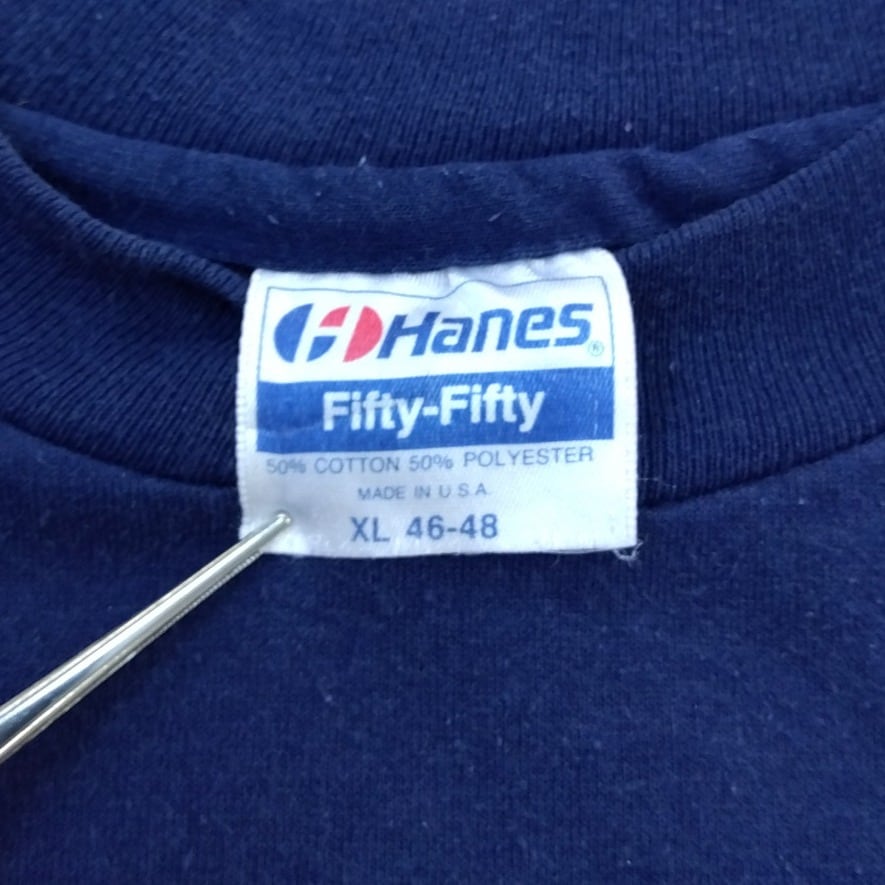 Hanes®
Fifty-Fifty
50% COTTON 50% POLYESTER
MADE IN U.S.A.
XL 46-48